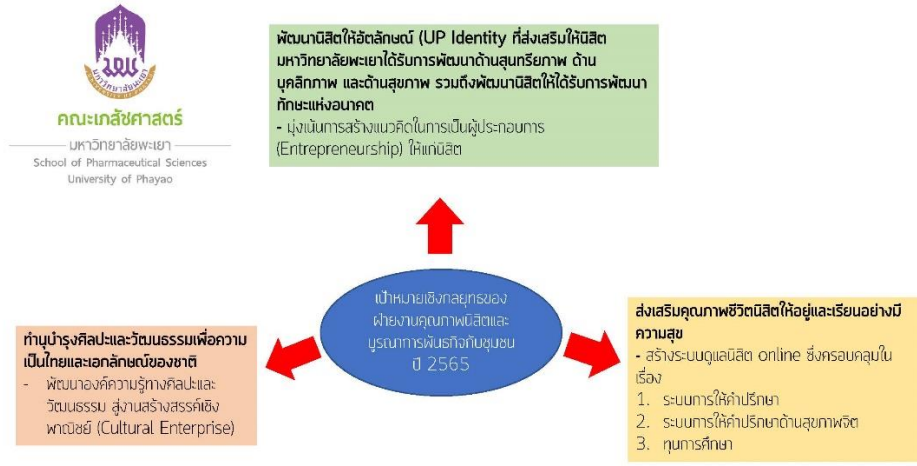 มหาวิทยาลัยพะเยา
คณะเภสัชศาสตร์
มหาวิทยาลัยพะเยา
School of Pharmaceutical Sciences
University of Phayao
พัฒนานิสิตให้อัตลักษณ์ (UP Identity ที่ส่งเสริมให้นิสิต
มหาวิทยาลัยพะเยาได้รับการพัฒนาด้านสุนทรียภาพ ด้าน
บุคลิกภาพ และด้านสุขภาพ รวมถึงพัฒนานิสิตให้ได้รับการพัฒนา
ทักษะแห่งอนาคต
- มุ่งเน้นการสร้างแนวคิดในการเป็นผู้ประกอบการ
(Entrepreneurship) ให้แก่นิสิต
เป้าหมายเชิงกลยุทธของ
ฝ่ายงานคุณภาพนิสิตและ
บูรณาการพันธกิจกับชุมชน
ปี 2565
ทำนุบำรุงศิลปะและวัฒนธรรมเพื่อความ
เป็นไทยและเอกลักษณ์ของชาติ
- พัฒนาองค์ความรู้ทางศิลปะและ
วัฒนธรรม สู่งานสร้างสรรค์เชิง
พาณิชย์ (Cultural Enterprise)
ส่งเสริมคุณภาพชีวิตนิสิตให้อยู่และเรียนอย่างมี
ความสุข
- สร้างระบบดูแลนิสิต online ซึ่งครอบคลุมใน
เรื่อง
1. ระบบการให้คำปรึกษา
2. ระบบการให้คำปรึกษาด้านสุขภาพจิต
3. ทุนการศึกษา